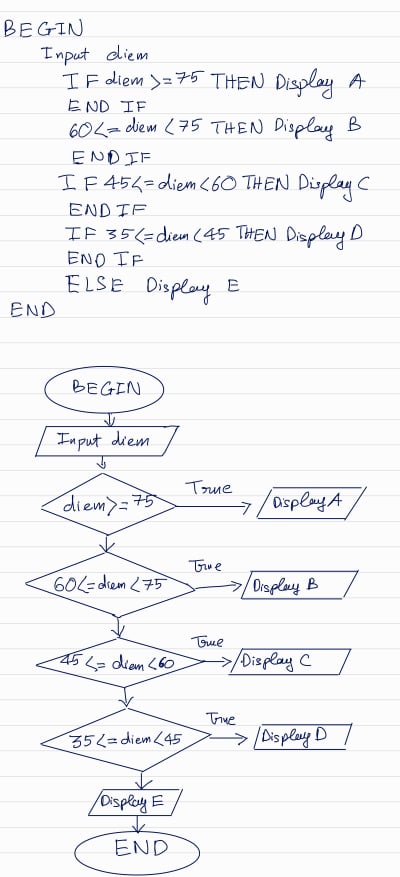 BEGIN
Input diem
IF diem >= 75 THEN Display A
END IF
60 <= diem < 75 THEN Display B
END IF
IF 45 <= diem < 60 THEN Display C
END IF
IF 35 <= diem < 45 THEN Display D
END IF
ELSE Display E
END
BEGIN
Input diem
True
diem >= 75
Display A
True
60 <= diem < 75
Display B
True
45 <= diem < 60
Display C
True
35 <= diem < 45
Display D
Display E
END